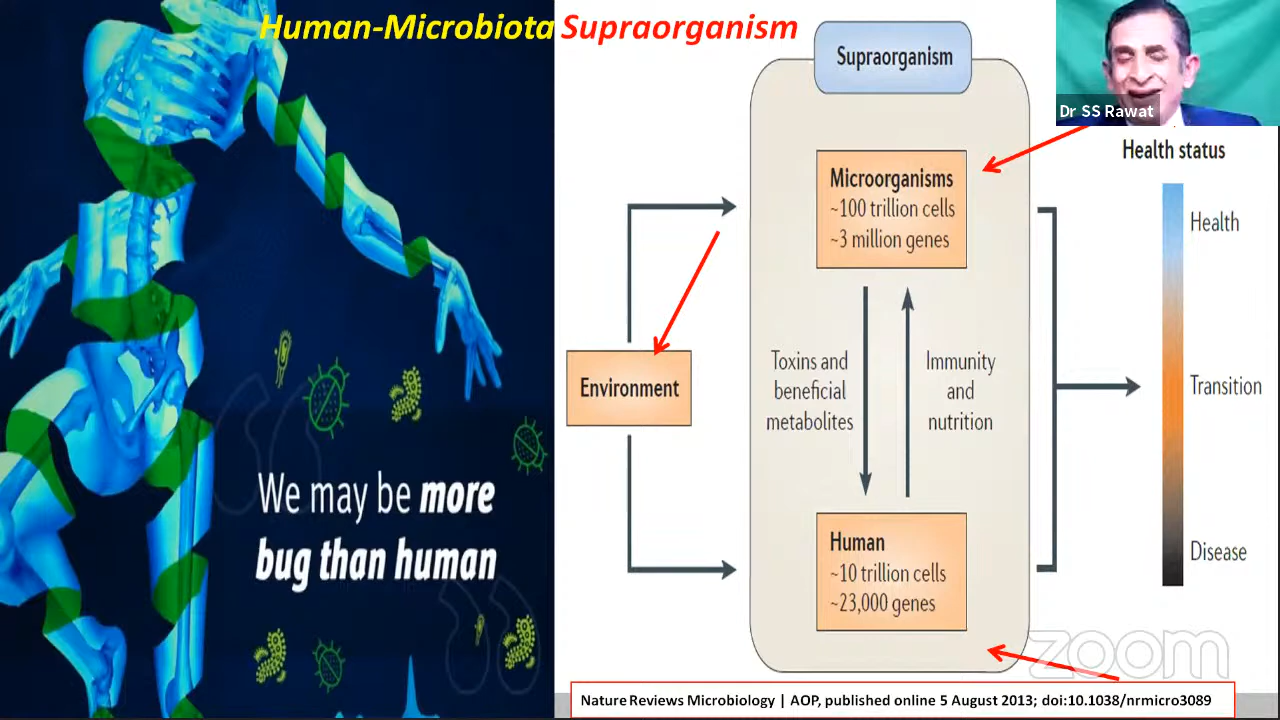 Human-Microbiota Supraorganism
Supraorganism
Dr SS Rawat
Health status
Microorganisms
~100 trillion cells
~3 million genes
Health
Environment
Toxins and
beneficial
metabolites
Immunity
and
nutrition
Transition
We may be more
bug than human
Human
~10 trillion cells
~23,000 genes
Disease
zoom
Nature Reviews Microbiology | AOP, published online 5 August 2013; doi:10.1038/nrmicro3089